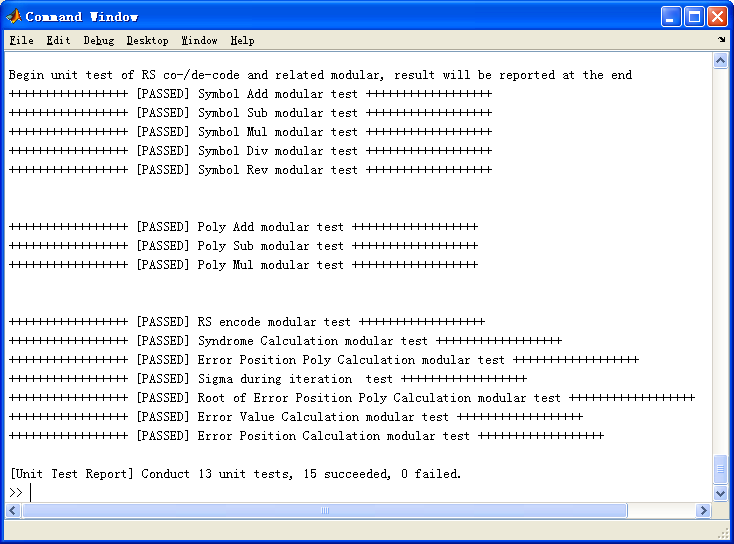 Command Window
File Edit Debug Desktop Window Help
Begin unit test of RS co-/de-code and related modular, result will be reported at the end
+++++++++++++++++ [PASSED] Symbol Add modular test ++++++++++++++++++
+++++++++++++++++ [PASSED] Symbol Sub modular test ++++++++++++++++++
+++++++++++++++++ [PASSED] Symbol Mul modular test ++++++++++++++++++
+++++++++++++++++ [PASSED] Symbol Div modular test ++++++++++++++++++
+++++++++++++++++ [PASSED] Symbol Rev modular test ++++++++++++++++++
+++++++++++++++++ [PASSED] Poly Add modular test ++++++++++++++++++
+++++++++++++++++ [PASSED] Poly Sub modular test ++++++++++++++++++
+++++++++++++++++ [PASSED] Poly Mul modular test ++++++++++++++++++
+++++++++++++++++ [PASSED] RS encode modular test ++++++++++++++++++
+++++++++++++++++ [PASSED] Syndrome Calculation modular test ++++++++++++++++++
+++++++++++++++++ [PASSED] Error Position Poly Calculation modular test ++++++++++++++++++
+++++++++++++++++ [PASSED] Sigma during iteration  test ++++++++++++++++++
+++++++++++++++++ [PASSED] Root of Error Position Poly Calculation modular test ++++++++++++++++++
+++++++++++++++++ [PASSED] Error Value Calculation modular test ++++++++++++++++++
+++++++++++++++++ [PASSED] Error Position Calculation modular test ++++++++++++++++++
[Unit Test Report] Conduct 13 unit tests, 15 succeeded, 0 failed.
>>